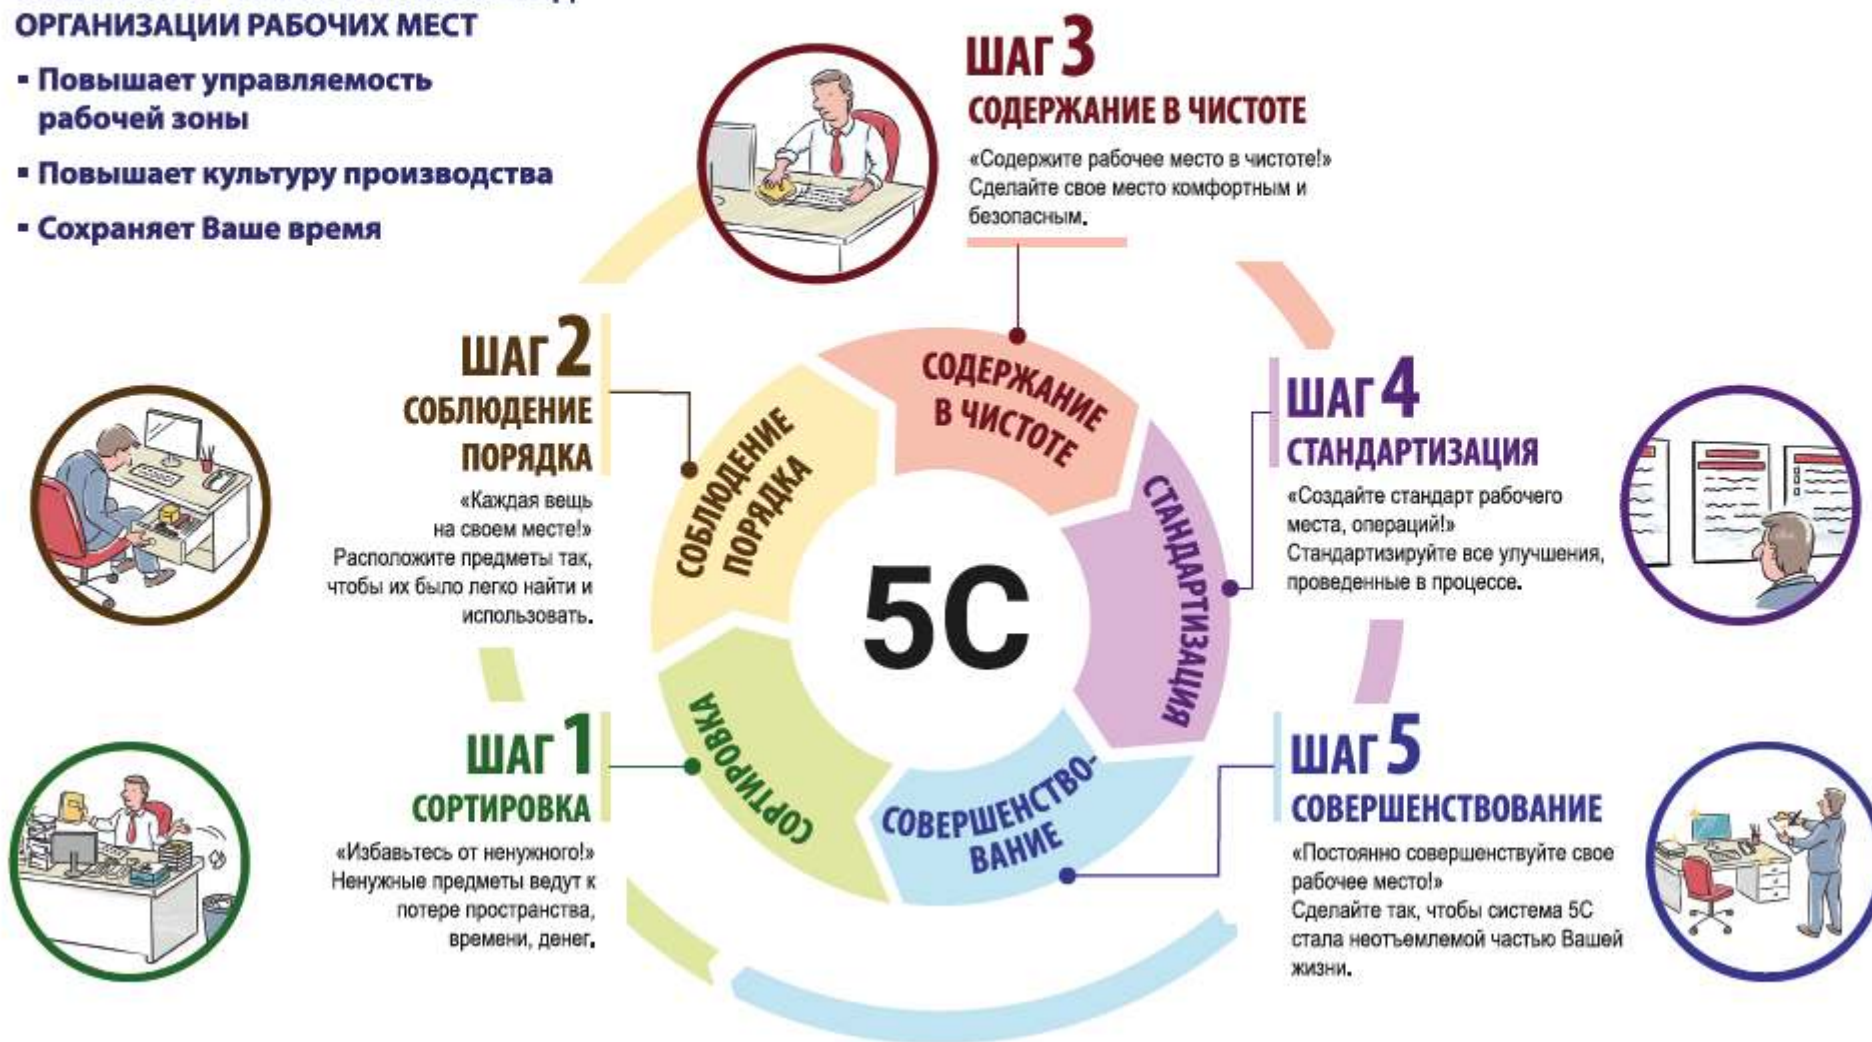 ОРГАНИЗАЦИИ РАБОЧИХ МЕСТ
▪ Повышает управляемость
рабочей зоны
▪ Повышает культуру производства
▪ Сохраняет Ваше время
ШАГ 1
СОРТИРОВКА
«Избавьтесь от ненужного!»
Ненужные предметы ведут к
потере пространства,
времени, денег.
ШАГ 2
СОБЛЮДЕНИЕ
ПОРЯДКА
«Каждая вещь
на своем месте!»
Расположите предметы так,
чтобы их было легко найти и
использовать.
ШАГ 3
СОДЕРЖАНИЕ В ЧИСТОТЕ
«Содержите рабочее место в чистоте!»
Сделайте свое место комфортным и
безопасным.
ШАГ 4
СТАНДАРТИЗАЦИЯ
«Создайте стандарт рабочего
места, операций!»
Стандартизируйте все улучшения,
проведенные в процессе.
ШАГ 5
СОВЕРШЕНСТВОВАНИЕ
«Постоянно совершенствуйте свое
рабочее место!»
Сделайте так, чтобы система 5С
стала неотъемлемой частью Вашей
жизни.
СОРТИРОВКА
СОБЛЮДЕНИЕ
ПОРЯДКА
СОДЕРЖАНИЕ
В ЧИСТОТЕ
СТАНДАРТИЗАЦИЯ
СОВЕРШЕНСТВО-
ВАНИЕ
5С